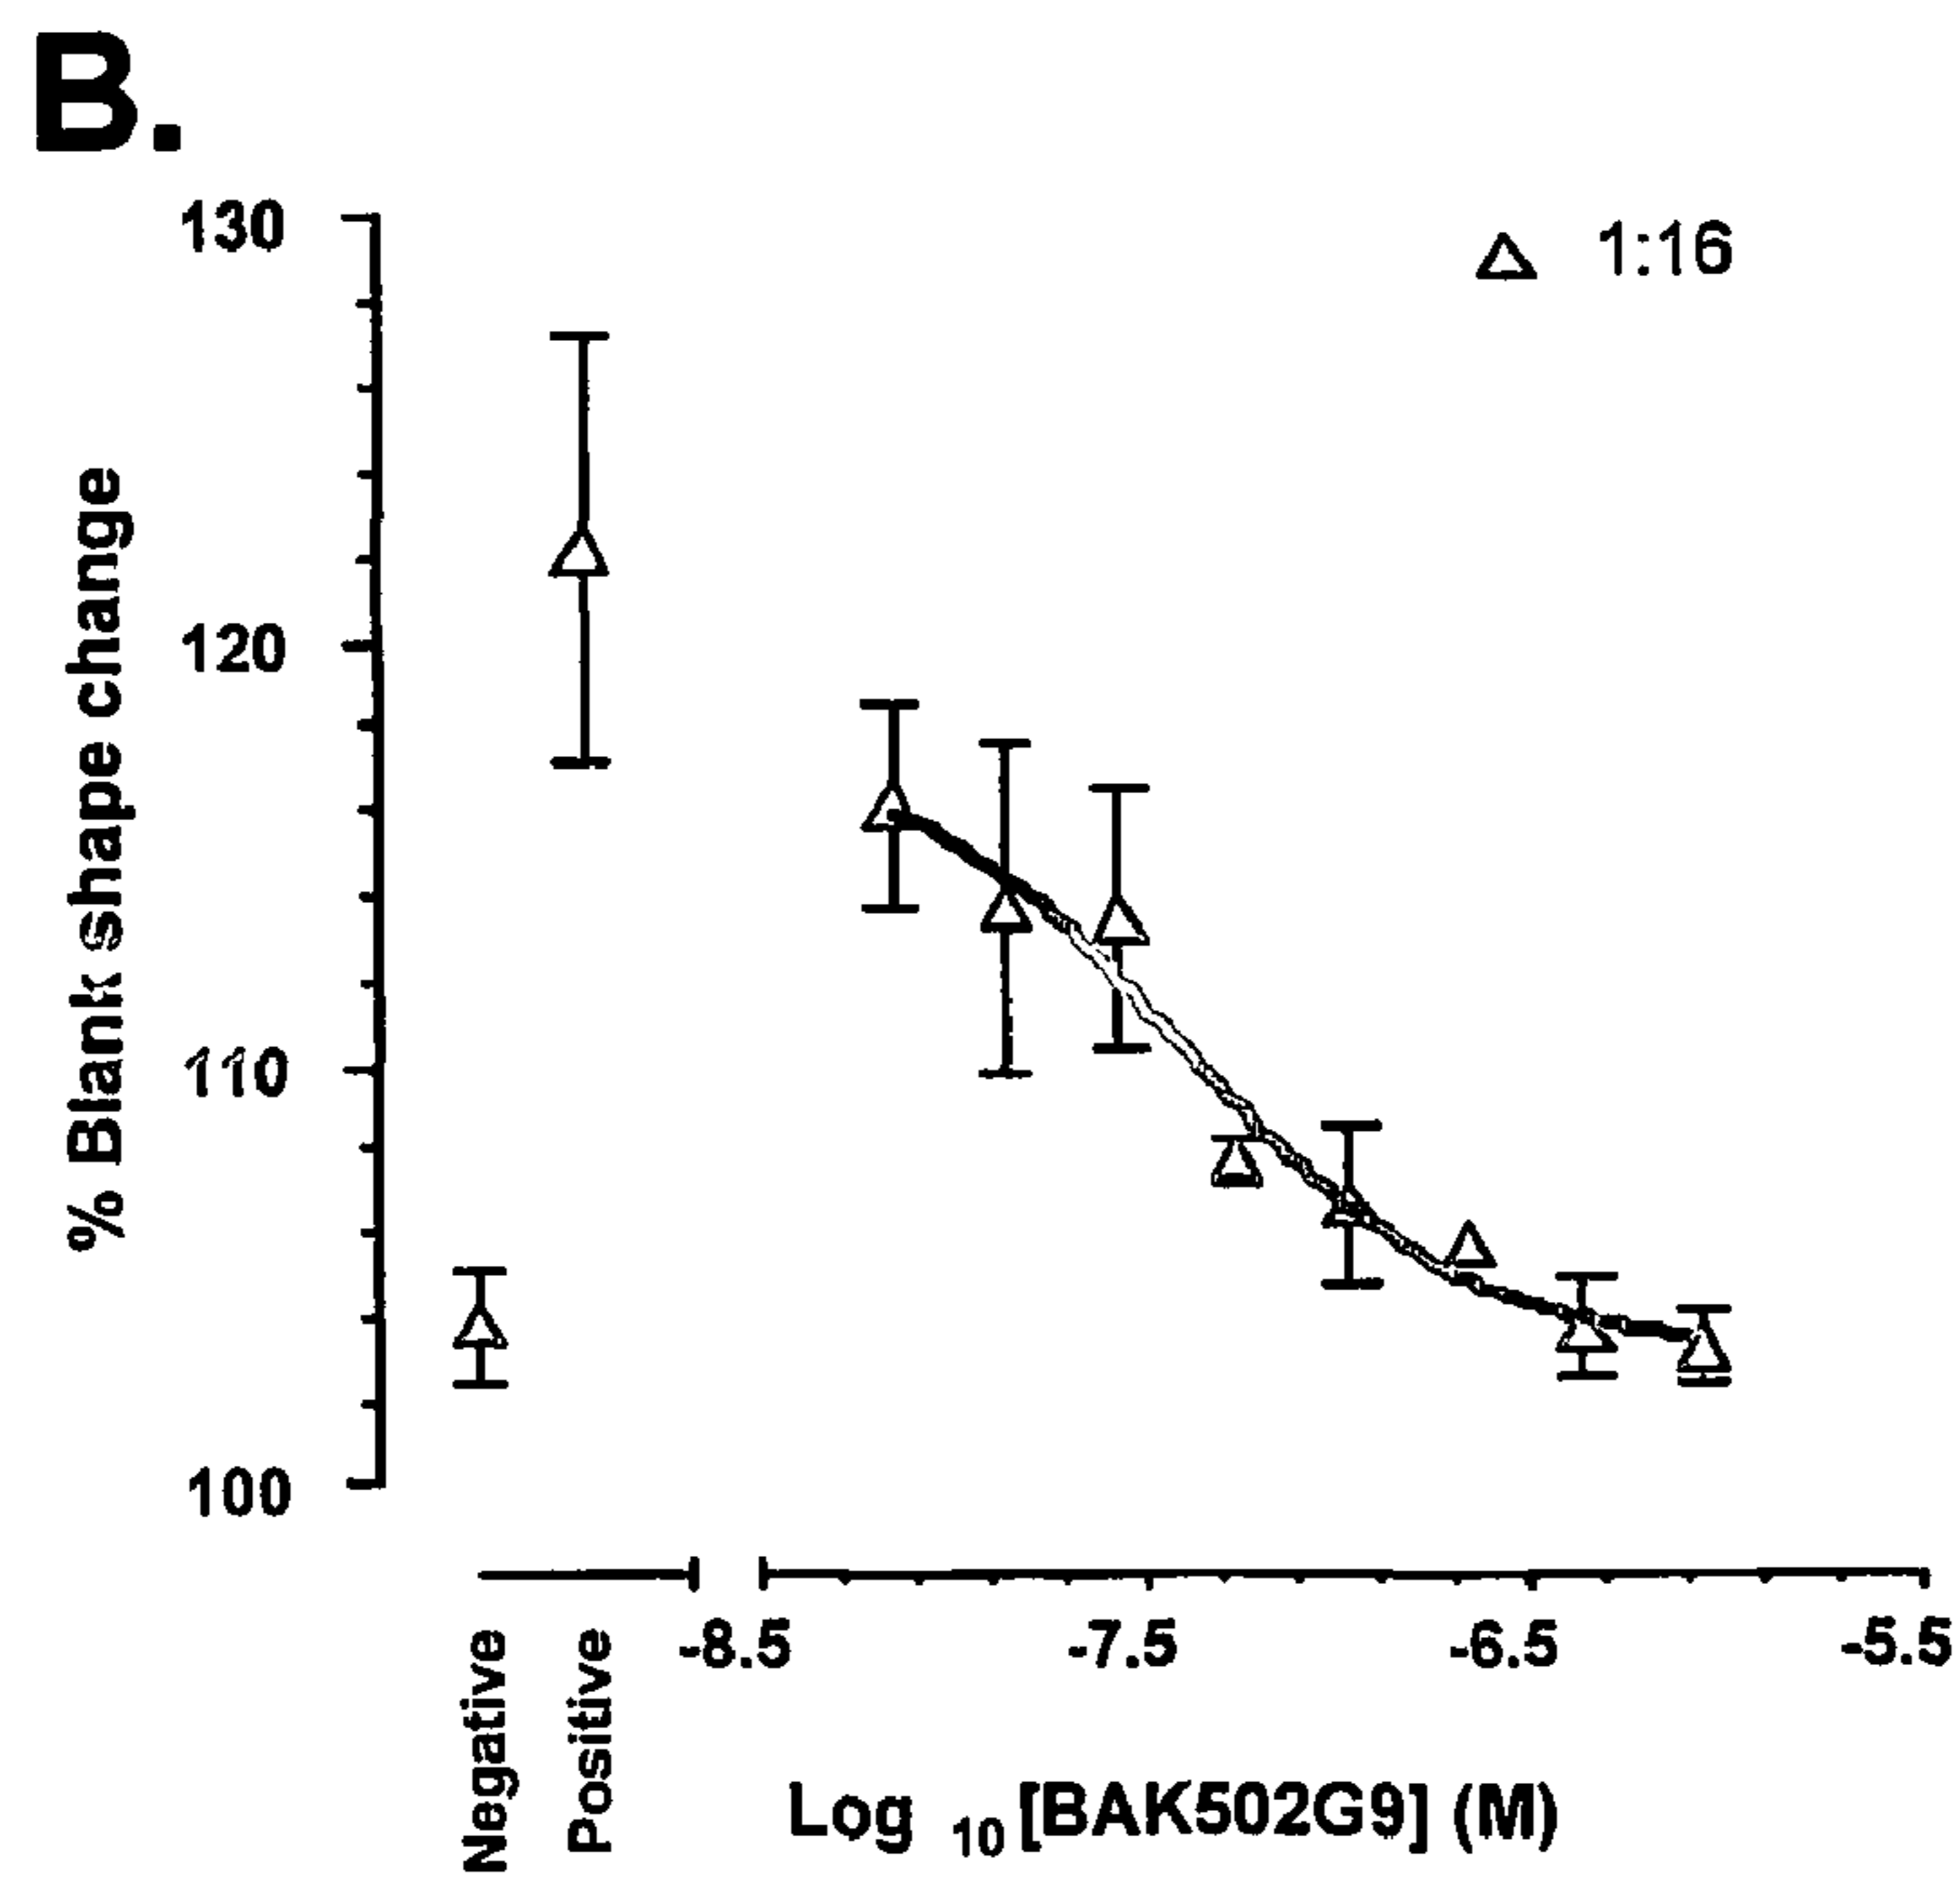 B.
130
120
110
100
% Blank shape change
1:16
Negative
Positive
-8.5
-7.5
-6.5
-5.5
Log 10 [BAK502G9] (M)